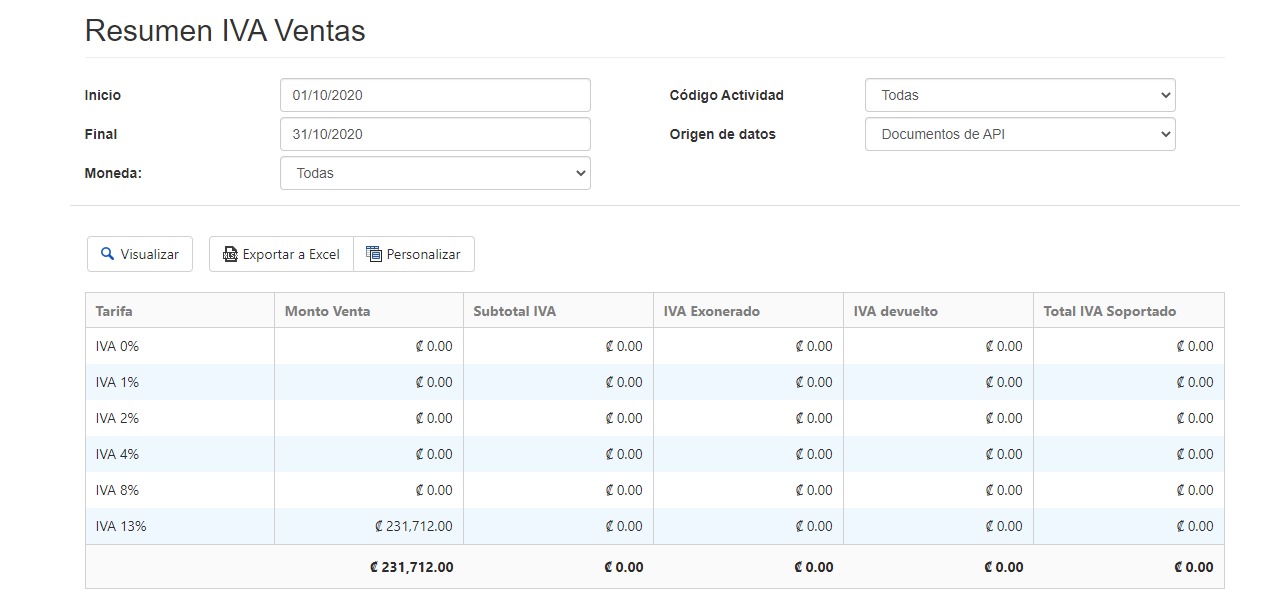 Resumen IVA Ventas
Inicio 01/10/2020 Código Actividad Todas
Final 31/10/2020 Origen de datos Documentos de API
Moneda: Todas
Visualizar Exportar a Excel Personalizar
Tarifa Monto Venta Subtotal IVA IVA Exonerado IVA devuelto Total IVA Soportado
IVA 0% ₡ 0.00 ₡ 0.00 ₡ 0.00 ₡ 0.00 ₡ 0.00
IVA 1% ₡ 0.00 ₡ 0.00 ₡ 0.00 ₡ 0.00 ₡ 0.00
IVA 2% ₡ 0.00 ₡ 0.00 ₡ 0.00 ₡ 0.00 ₡ 0.00
IVA 4% ₡ 0.00 ₡ 0.00 ₡ 0.00 ₡ 0.00 ₡ 0.00
IVA 8% ₡ 0.00 ₡ 0.00 ₡ 0.00 ₡ 0.00 ₡ 0.00
IVA 13% ₡ 231,712.00 ₡ 0.00 ₡ 0.00 ₡ 0.00 ₡ 0.00
₡ 231,712.00 ₡ 0.00 ₡ 0.00 ₡ 0.00 ₡ 0.00